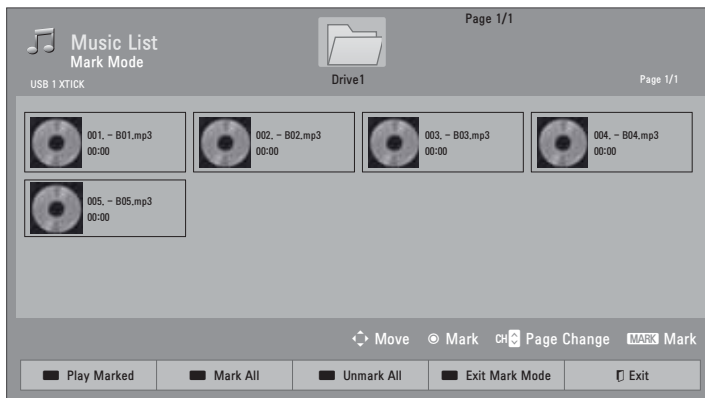 Page 1/1
Music List
Mark Mode
Drive1
USB 1 XTICK
Page 1/1
001. - B01.mp3
00:00
002. - B02.mp3
00:00
003. - B03.mp3
00:00
004. - B04.mp3
00:00
005. - B05.mp3
00:00
Move Mark CH Page Change MARK Mark
Play Marked Mark All Unmark All Exit Mark Mode Exit